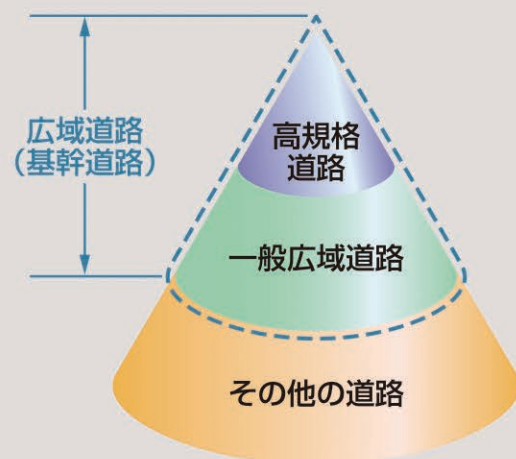 広域道路
（基幹道路）
高規格
道路
一般広域道路
その他の道路